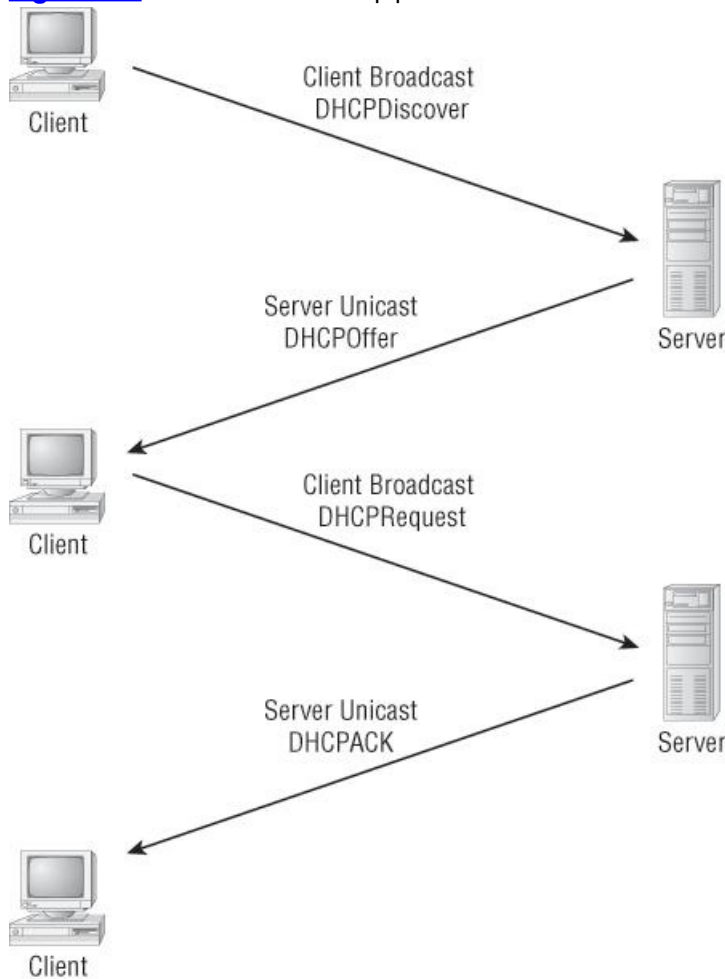 Client
Client Broadcast
DHCPDiscover
Server
Server Unicast
DHCPOffer
Client
Client Broadcast
DHCPRequest
Server
Server Unicast
DHCPACK
Client